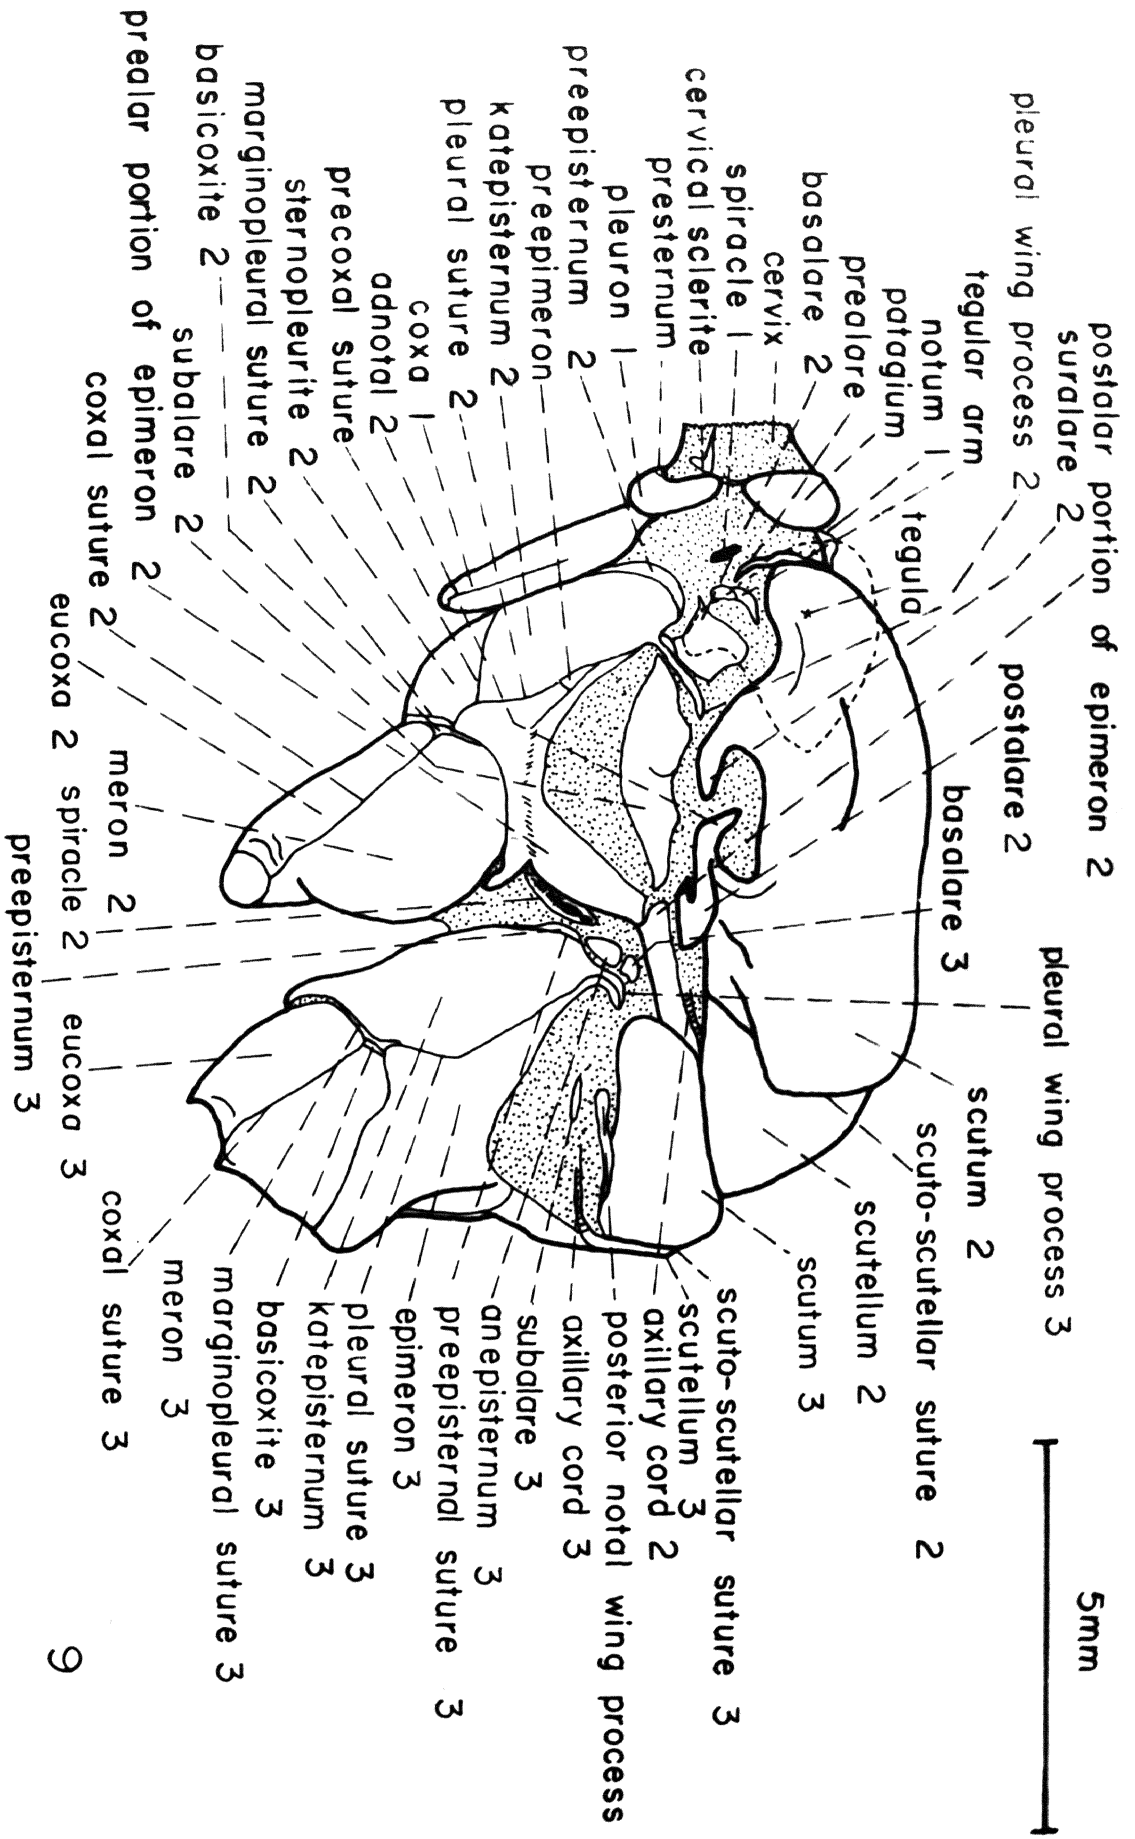 pleural wing process 2
tegular arm
notum 1
patagium
prealare
basalare 2
cervix
spiracle 1
cervical sclerite
presternum
pleuron 1
preepisternum 2
preepimeron
katepisternum 2
pleural suture 2
coxa 1
adnotal 2
precoxal suture
sternopleurite 2
marginopleural suture 2
basicoxite 2
subalare 2
prealar portion of epimeron 2
coxal suture 2
eucoxa 2
meron 2
spiracle 2
preepisternum 3
eucoxa 3
postalar portion of epimeron 2
suralare 2
tegula
postalare 2
basalare 3
pleural wing process 3
scutum 2
scuto-scutellar suture 2
scutellum 2
scutum 3
scuto-scutellar suture 3
scutellum 3
axillary cord 2
posterior notal wing process
axillary cord 3
subalare 3
anepisternum 3
preepisternal suture 3
epimeron 3
pleural suture 3
katepisternum 3
basicoxite 3
marginopleural suture 3
meron 3
coxal suture 3
5mm
9